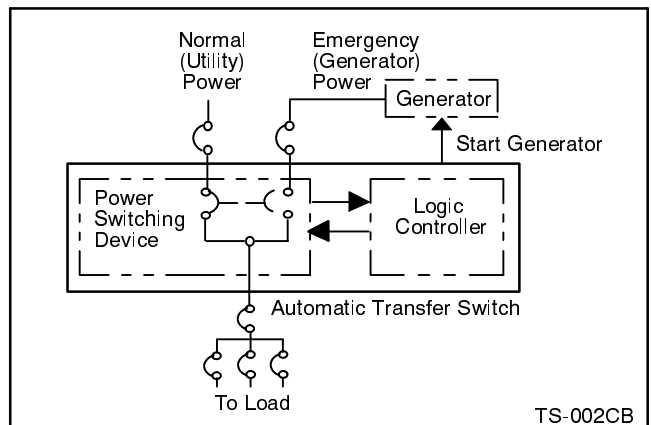 Normal
(Utility)
Power
Emergency
(Generator)
Power
Generator
Start Generator
Power
Switching
Device
Logic
Controller
Automatic Transfer Switch
To Load
TS-002CB